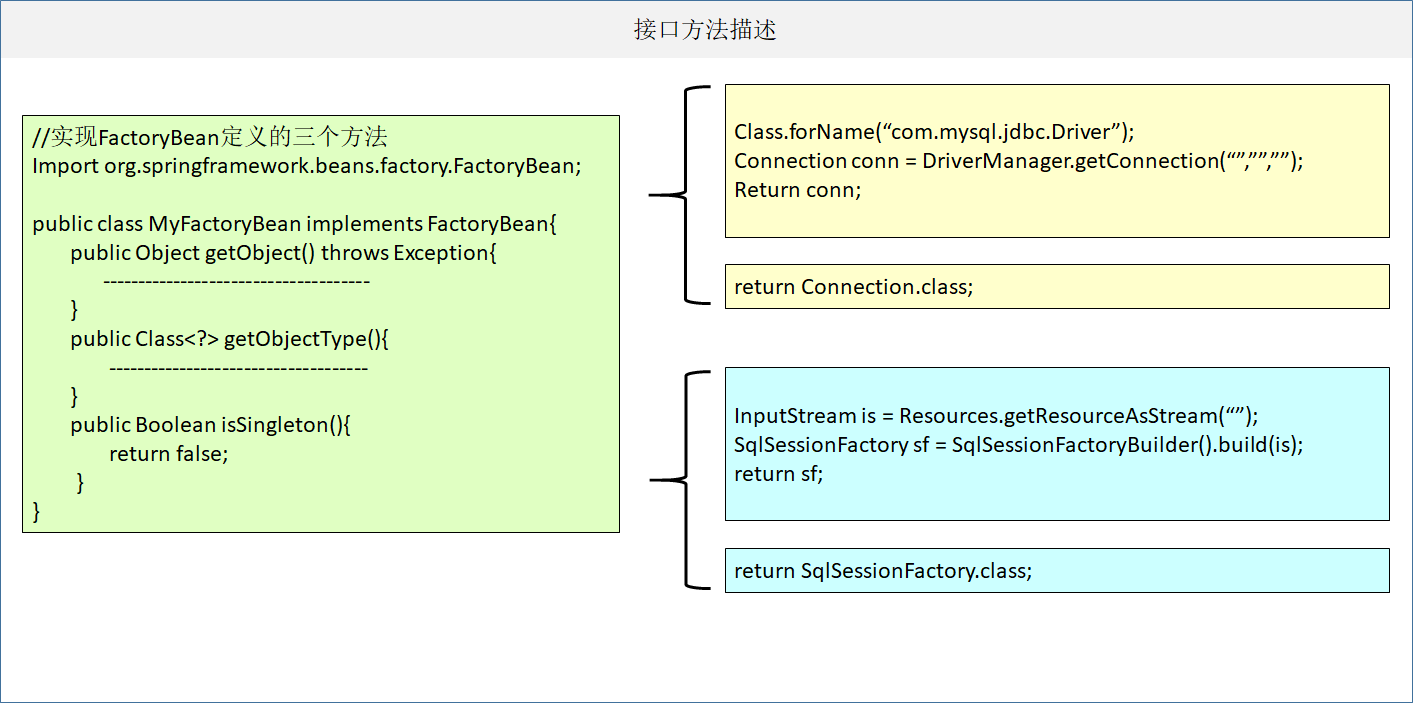 接口方法描述
//实现FactoryBean定义的三个方法
Import org.springframework.beans.factory.FactoryBean;
public class MyFactoryBean implements FactoryBean{
public Object getObject() throws Exception{
--------------------------------------
}
public Class<?> getObjectType(){
-------------------------------------
}
public Boolean isSingleton(){
return false;
}
}
Class.forName(“com.mysql.jdbc.Driver”);
Connection conn = DriverManager.getConnection(“”,””,””);
Return conn;
return Connection.class;
InputStream is = Resources.getResourceAsStream(“”);
SqlSessionFactory sf = SqlSessionFactoryBuilder().build(is);
return sf;
return SqlSessionFactory.class;